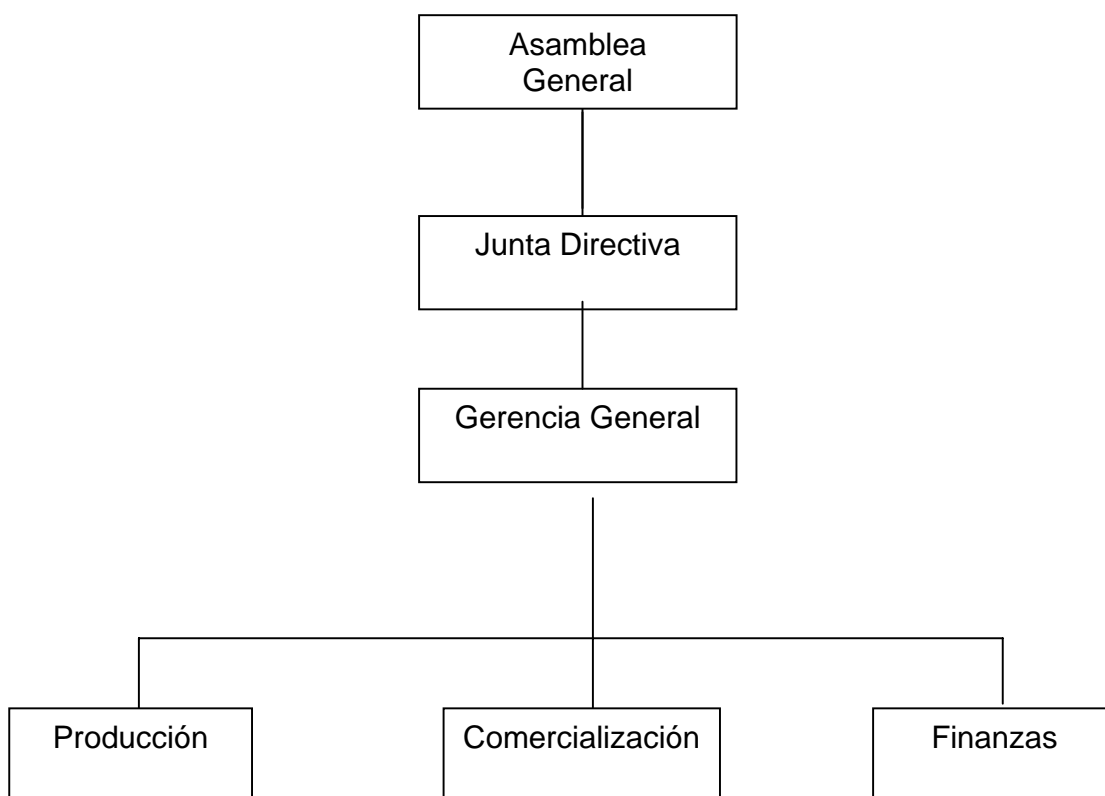 Asamblea
General
Junta Directiva
Gerencia General
Producción
Comercialización
Finanzas